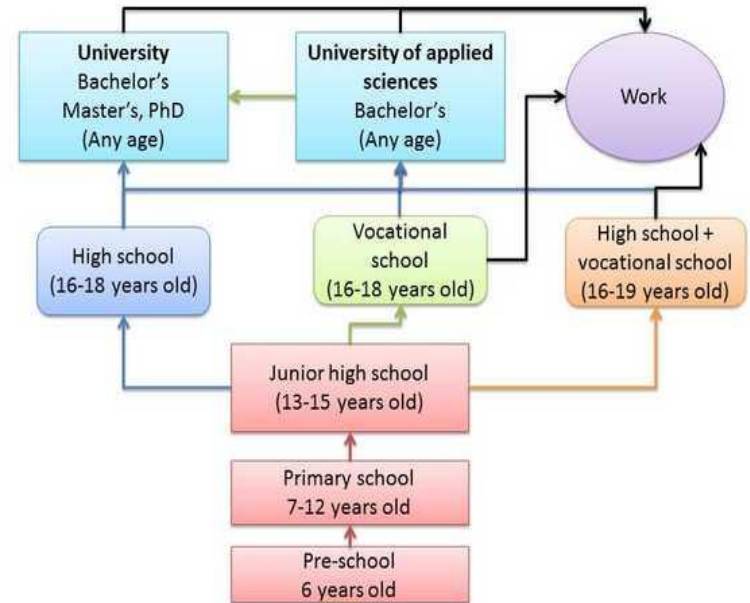 University
Bachelor's
Master's, PhD
(Any age)
University of applied
sciences
Bachelor's
(Any age)
Work
High school
(16-18 years old)
Vocational
school
(16-18 years old)
High school +
vocational school
(16-19 years old)
Junior high school
(13-15 years old)
Primary school
7-12 years old
Pre-school
6 years old